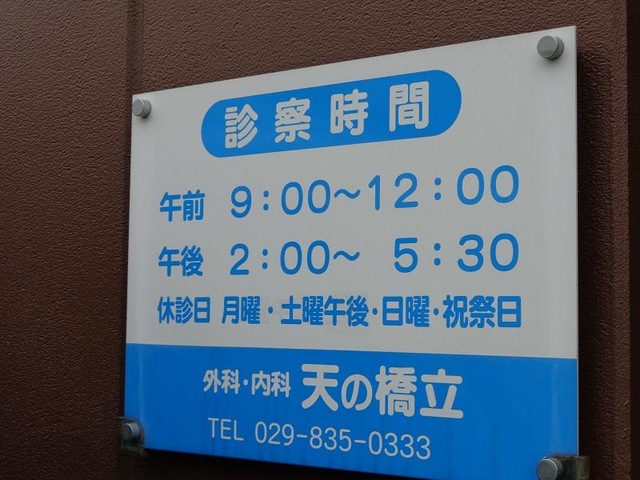 診察時間
午前 9:00～12:00
午後 2:00～ 5:30
休診日 月曜・土曜午後・日曜・祝祭日
外科・内科 天の橋立
TEL 029-835-0333